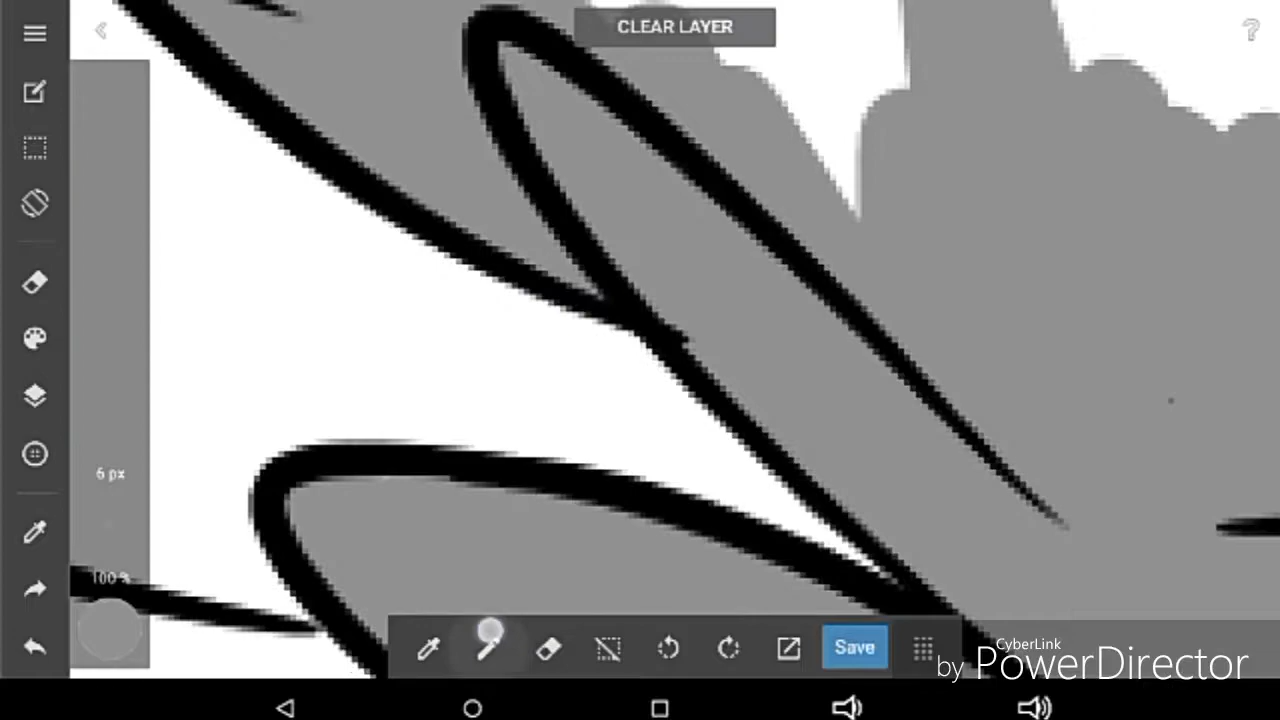 CLEAR LAYER
?
6 px
100 %
Save
CyberLink
by PowerDirector